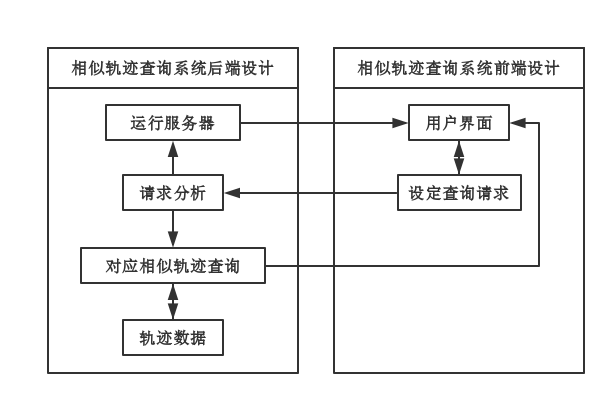 相似轨迹查询系统后端设计
运行服务器
请求分析
对应相似轨迹查询
轨迹数据
相似轨迹查询系统前端设计
用户界面
设定查询请求